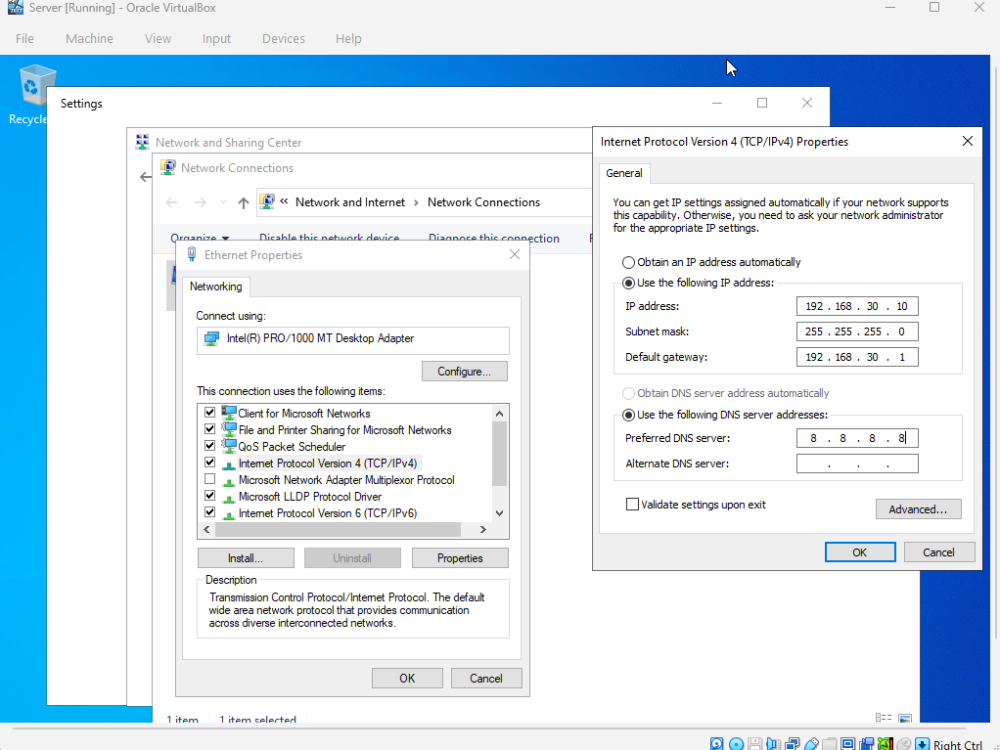 Server [Running] - Oracle VirtualBox
File Machine View Input Devices Help
Recycle
Settings
Network and Sharing Center
Network Connections
« Network and Internet › Network Connections
Organize Disable this network device Diagnose this connection
Ethernet Properties
Networking
Connect using:
Intel(R) PRO/1000 MT Desktop Adapter
Configure...
This connection uses the following items:
Client for Microsoft Networks
File and Printer Sharing for Microsoft Networks
QoS Packet Scheduler
Internet Protocol Version 4 (TCP/IPv4)
Microsoft Network Adapter Multiplexor Protocol
Microsoft LLDP Protocol Driver
Internet Protocol Version 6 (TCP/IPv6)
Install... Uninstall Properties
Description
Transmission Control Protocol/Internet Protocol. The default
wide area network protocol that provides communication
across diverse interconnected networks.
OK Cancel
1 item 1 item selected
Internet Protocol Version 4 (TCP/IPv4) Properties
General
You can get IP settings assigned automatically if your network supports
this capability. Otherwise, you need to ask your network administrator
for the appropriate IP settings.
Obtain an IP address automatically
Use the following IP address:
IP address: 192 . 168 . 30 . 10
Subnet mask: 255 . 255 . 255 . 0
Default gateway: 192 . 168 . 30 . 1
Obtain DNS server address automatically
Use the following DNS server addresses:
Preferred DNS server: 8 . 8 . 8 . 8
Alternate DNS server: . . .
Validate settings upon exit
Advanced...
OK Cancel
Right Ctrl